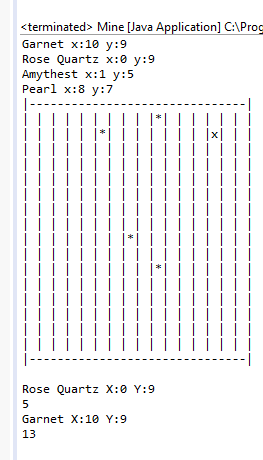 <terminated> Mine [Java Application] C:\Prog
Garnet x:10 y:9
Rose Quartz x:0 y:9
Amythest x:1 y:5
Pearl x:8 y:7
|-------------------------------|
| | | | | | | | | |*| | | | | | |
| | | | | |*| | | | | | | |x| | |
| | | | | | | | | | | | | | | | |
| | | | | | | | | | | | | | | | |
| | | | | | | | | | | | | | | | |
| | | | | | | | | | | | | | | | |
| | | | | | | | | | | | | | | | |
| | | | | | | | | | | | | | | | |
| | | | | | | |*| | | | | | | | |
| | | | | | | | | | | | | | | | |
| | | | | | | | | |*| | | | | | |
| | | | | | | | | | | | | | | | |
| | | | | | | | | | | | | | | | |
| | | | | | | | | | | | | | | | |
| | | | | | | | | | | | | | | | |
| | | | | | | | | | | | | | | | |
|-------------------------------|
Rose Quartz X:0 Y:9
5
Garnet X:10 Y:9
13